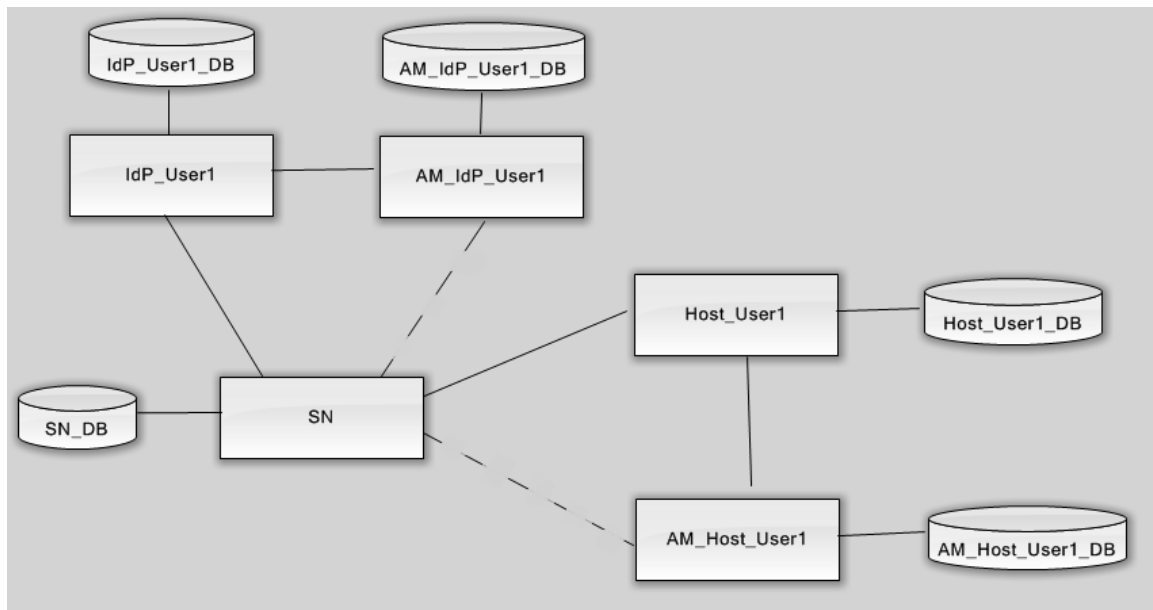 IdP_User1_DB
AM_IdP_User1_DB
IdP_User1
AM_IdP_User1
Host_User1
Host_User1_DB
SN_DB
SN
AM_Host_User1
AM_Host_User1_DB